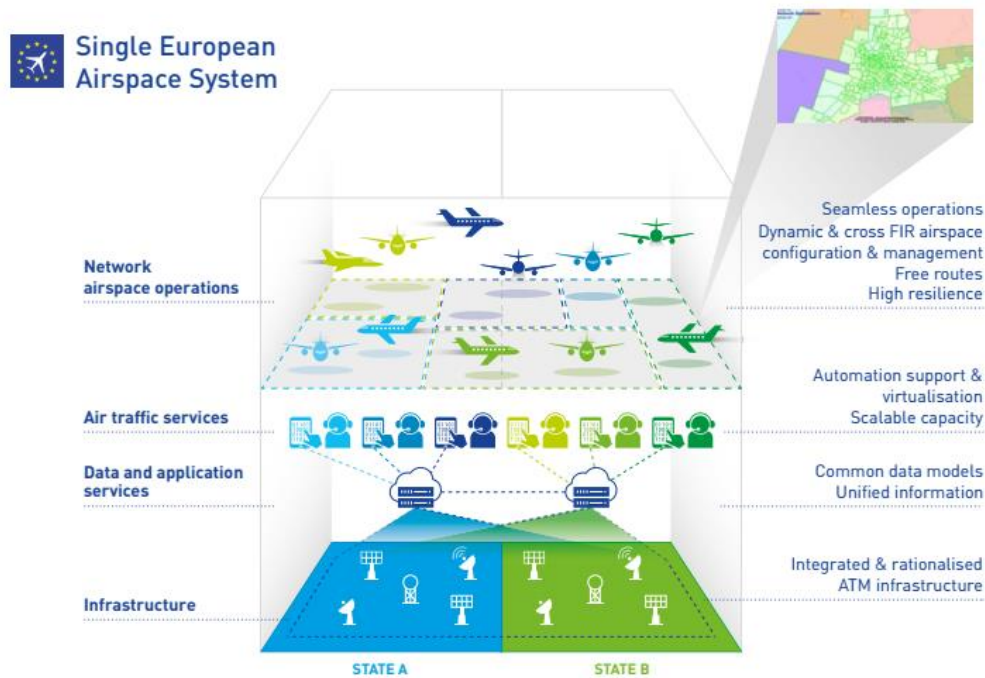 Single European
Airspace System
Network
airspace operations
Seamless operations
Dynamic & cross FIR airspace
configuration & management
Free routes
High resilience
Air traffic services
Automation support &
virtualisation
Scalable capacity
Data and application
services
Common data models
Unified information
Infrastructure
Integrated & rationalised
ATM infrastructure
STATE A
STATE B